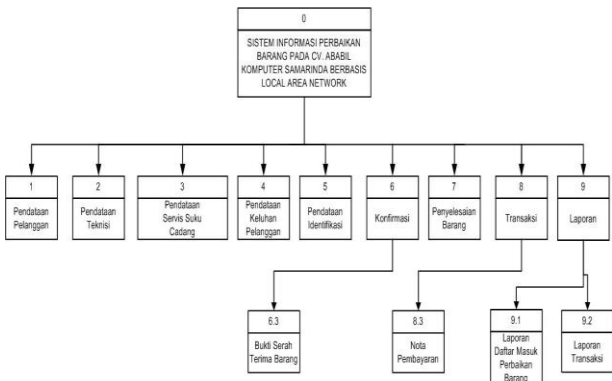 0
SISTEM INFORMASI PERBAIKAN
BARANG PADA CV. ABABIL
KOMPUTER SAMARINDA BERBASIS
LOCAL AREA NETWORK
1
Pendataan
Pelanggan
2
Pendataan
Teknisi
3
Pendataan
Servis Suku
Cadang
4
Pendataan
Keluhan
Pelanggan
5
Pendataan
Identifikasi
6
Konfirmasi
7
Penyelesaian
Barang
8
Transaksi
9
Laporan
6.3
Bukti Serah
Terima Barang
8.3
Nota
Pembayaran
9.1
Laporan
Daftar Masuk
Perbaikan
Barang
9.2
Laporan
Transaksi